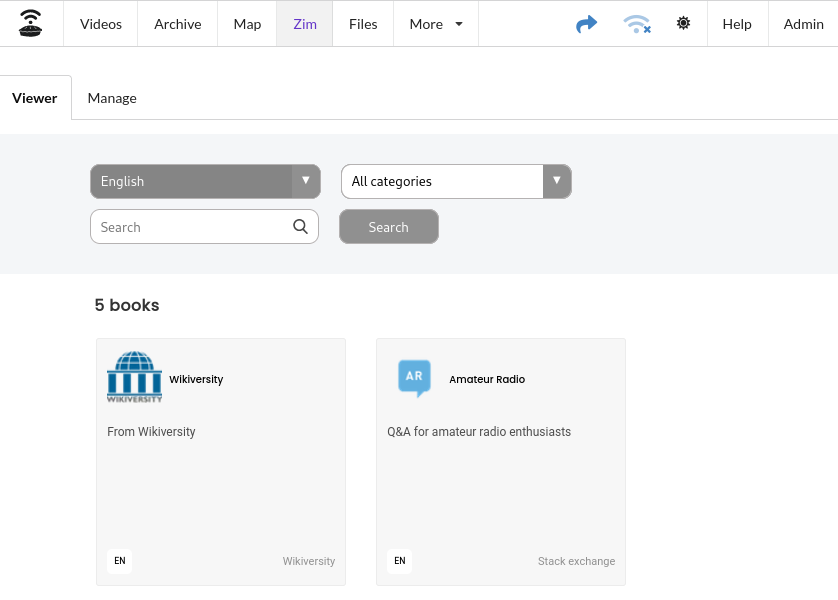 Videos Archive Map Zim Files More Help Admin
Viewer Manage
English All categories
Search Search
5 books
WIKIVERSITY Wikiversity
AR Amateur Radio
From Wikiversity
Q&A for amateur radio enthusiasts
EN Wikiversity
EN Stack exchange